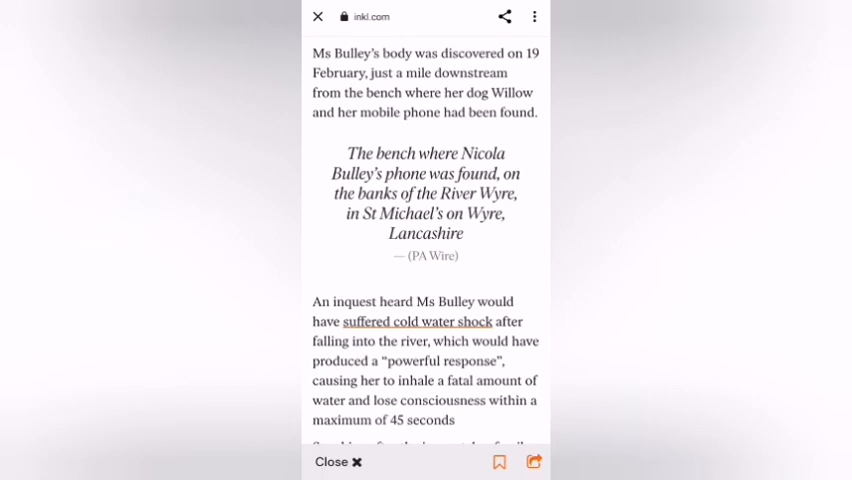 inkl.com
Ms Bulley's body was discovered on 19
February, just a mile downstream
from the bench where her dog Willow
and her mobile phone had been found.
The bench where Nicola
Bulley's phone was found, on
the banks of the River Wyre,
in St Michael's on Wyre,
Lancashire
— (PA Wire)
An inquest heard Ms Bulley would
have suffered cold water shock after
falling into the river, which would have
produced a “powerful response”,
causing her to inhale a fatal amount of
water and lose consciousness within a
maximum of 45 seconds
Close